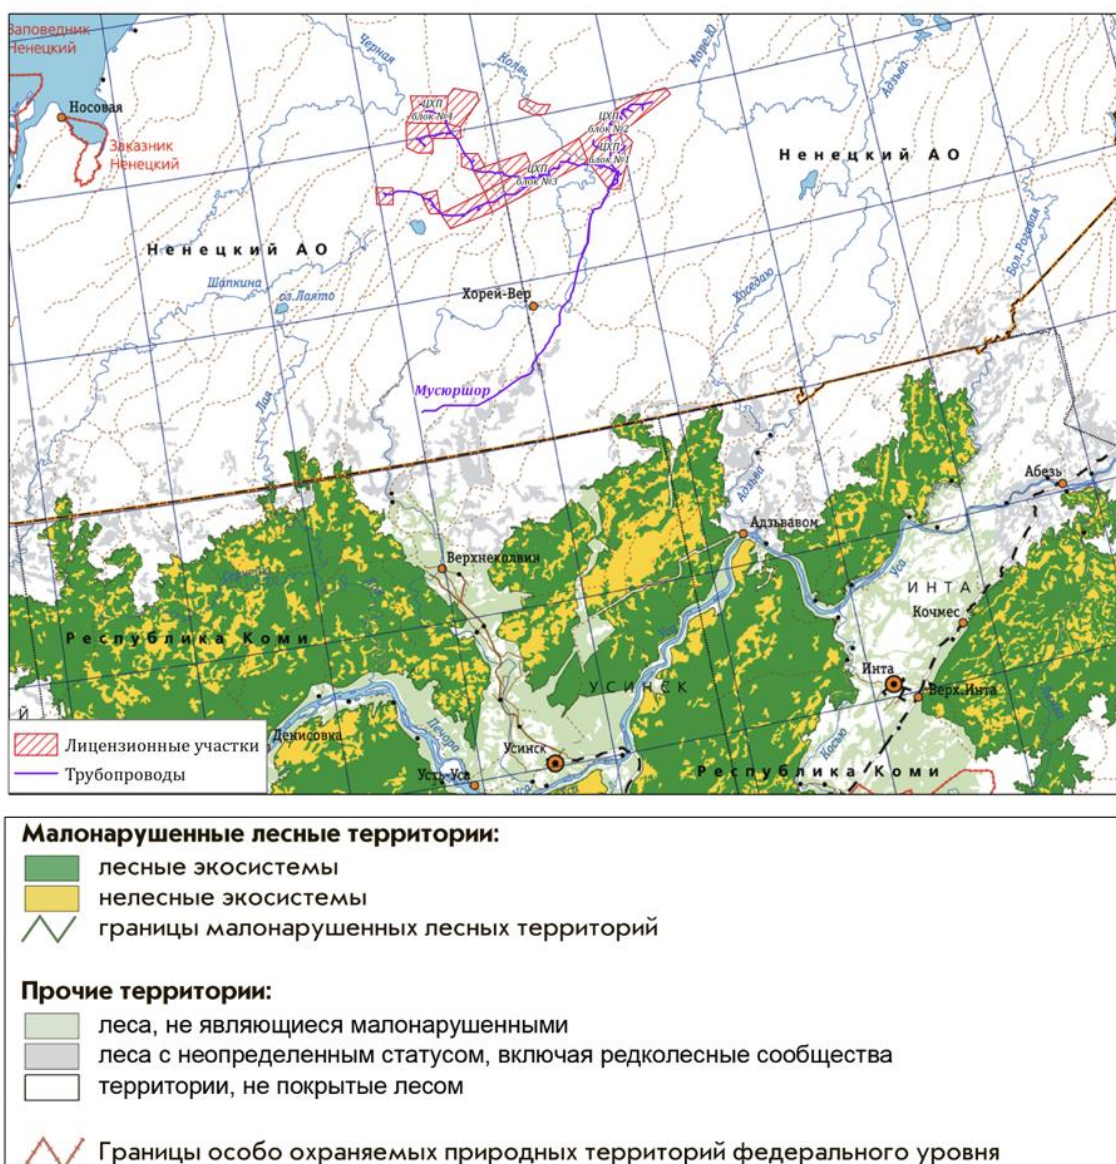 Заповедник
Ненецкий
Носовая
Заказник
Ненецкий
Черная
Колв
Море-Ю
Адзьва
ЦХП
блок №4
ЦХП
блок №2
ЦХП
блок №1
ЦХП
блок №3
Ненецкий АО
Ненецкий АО
Шапкина
оз.Лаято
Лая
Хорей-Вер
Хоседаю
Бол.Роговая
Мусюршор
Адзьва
Абезь
Адзьвавом
Верхнеколвин
Уса
ИНТА
Кочмес
Республика Коми
Уса
Инта
УСИНСК
Верх.Инта
Й
Лицензионные участки
Трубопроводы
Денисовка
Печора
Усинск
Косью
Усть-Уса
Уса
Республика Коми
Малонарушенные лесные территории:
лесные экосистемы
нелесные экосистемы
границы малонарушенных лесных территорий
Прочие территории:
леса, не являющиеся малонарушенными
леса с неопределенным статусом, включая редколесные сообщества
территории, не покрытые лесом
Границы особо охраняемых природных территорий федерального уровня